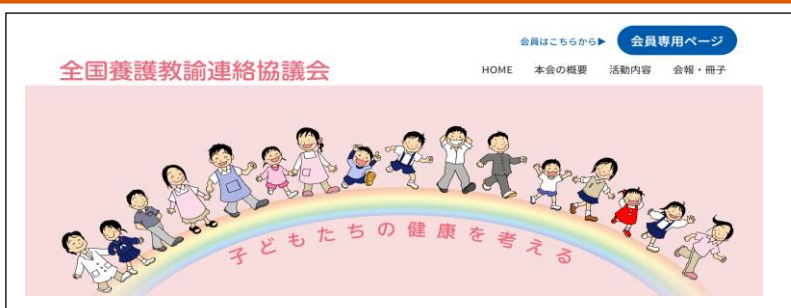 会員はこちらから▶ 会員専用ページ
全国養護教諭連絡協議会
HOME 本会の概要 活動内容 会報・冊子
子どもたちの健康を考える